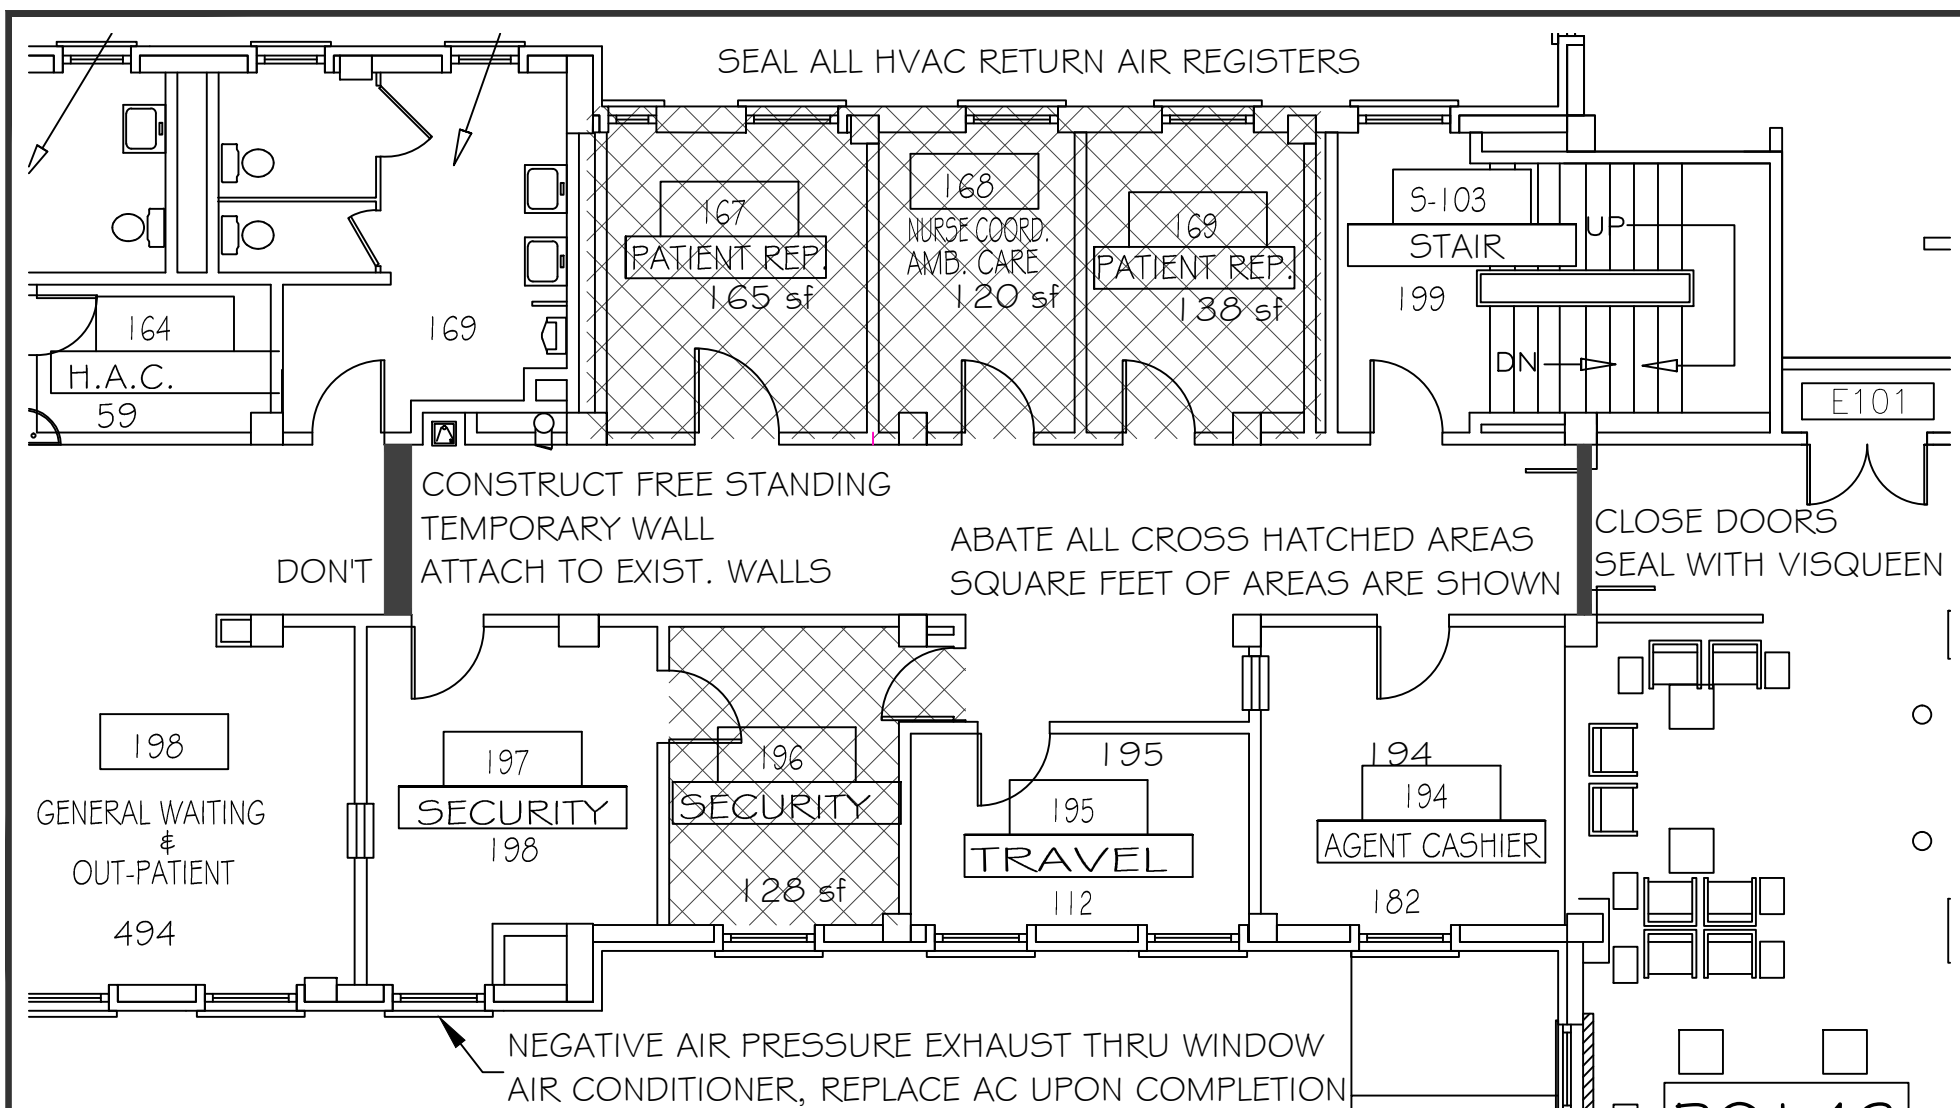 SEAL ALL HVAC RETURN AIR REGISTERS
167
PATIENT REP.
165 sf
168
NURSE COORD.
AMB. CARE
120 sf
169
PATIENT REP.
138 sf
S-103
STAIR
199
UP
DN
E101
164
H.A.C.
59
169
CONSTRUCT FREE STANDING
TEMPORARY WALL
DON'T ATTACH TO EXIST. WALLS
ABATE ALL CROSS HATCHED AREAS
SQUARE FEET OF AREAS ARE SHOWN
CLOSE DOORS
SEAL WITH VISQUEEN
198
GENERAL WAITING
&
OUT-PATIENT
494
197
SECURITY
198
196
SECURITY
128 sf
195
195
TRAVEL
112
194
194
AGENT CASHIER
182
NEGATIVE AIR PRESSURE EXHAUST THRU WINDOW
AIR CONDITIONER, REPLACE AC UPON COMPLETION